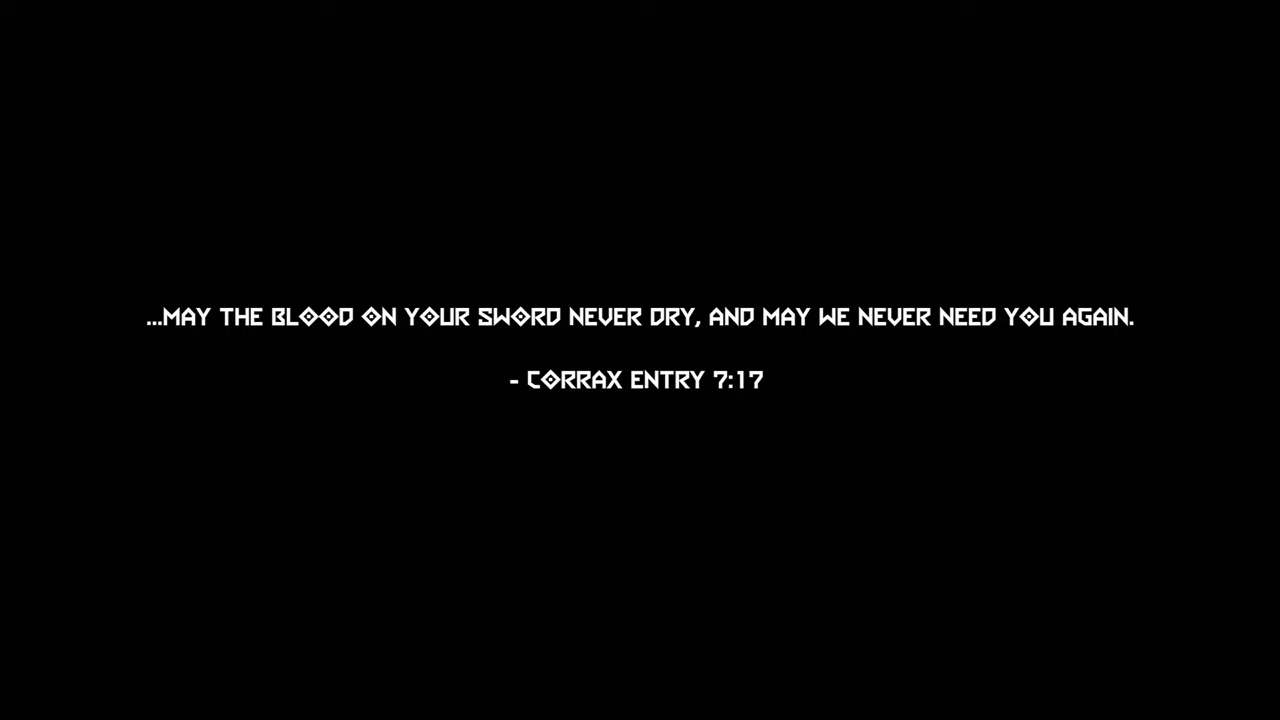 ...MAY THE BLOOD ON YOUR SWORD NEVER DRY, AND MAY WE NEVER NEED YOU AGAIN.
- CORRAX ENTRY 7:17